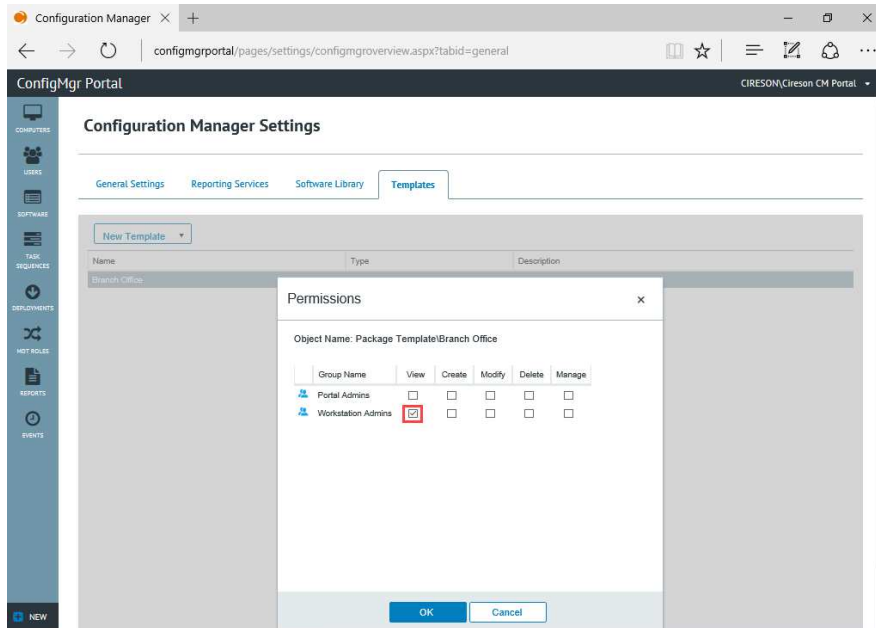 Configuration Manager
configmgrportal/pages/settings/configmgroverview.aspx?tabid=general
ConfigMgr Portal
CIRESON\Cireson CM Portal
COMPUTERS
USERS
SOFTWARE
TASK
SEQUENCES
DEPLOYMENTS
MGT ROLES
REPORTS
EVENTS
NEW
Configuration Manager Settings
General Settings Reporting Services Software Library Templates
New Template
Name Type Description
Branch Office
Permissions
Object Name: Package Template\Branch Office
Group Name View Create Modify Delete Manage
Portal Admins
Workstation Admins
OK Cancel